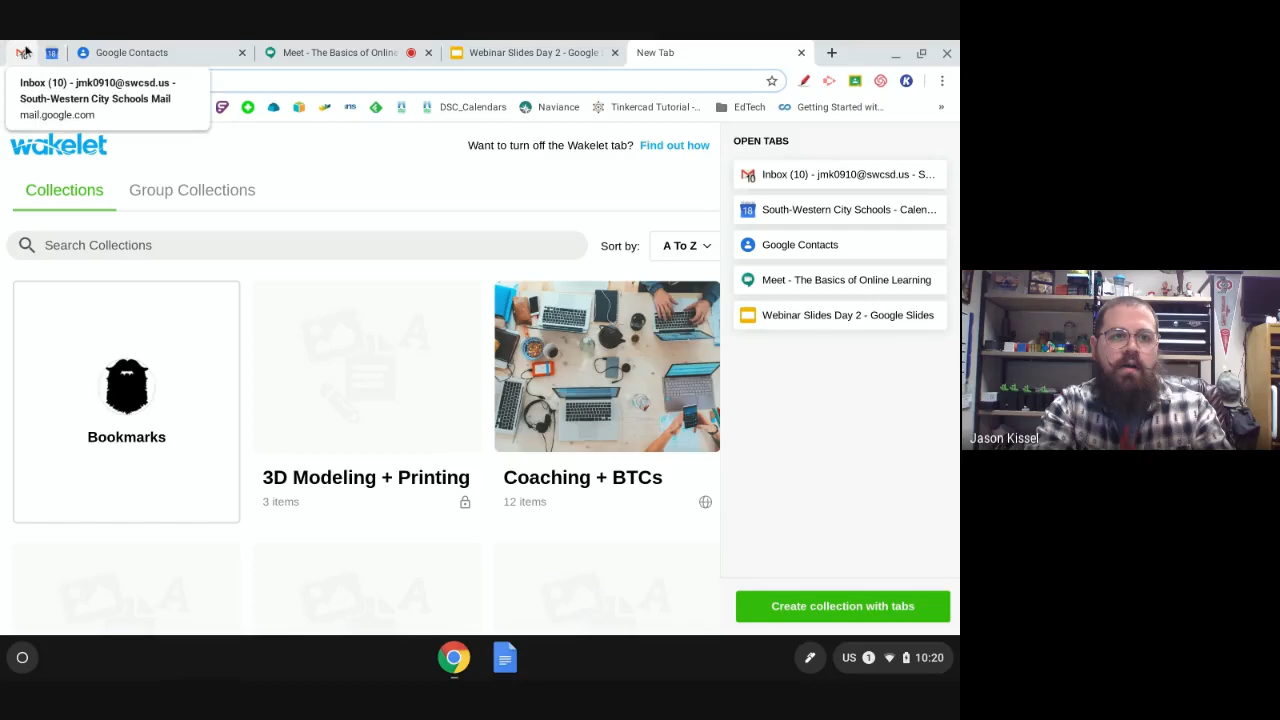 Google Contacts
Meet - The Basics of Online
Webinar Slides Day 2 - Google S
New Tab
Inbox (10) - jmk0910@swcsd.us -
South-Western City Schools Mail
mail.google.com
DSC_Calendars
Naviance
Tinkercad Tutorial -...
EdTech
Getting Started wit...
wakelet
Want to turn off the Wakelet tab? Find out how
OPEN TABS
Inbox (10) - jmk0910@swcsd.us - S...
South-Western City Schools - Calen...
Google Contacts
Meet - The Basics of Online Learning
Webinar Slides Day 2 - Google Slides
Collections
Group Collections
Search Collections
Sort by:
A To Z
Bookmarks
3D Modeling + Printing
3 items
Coaching + BTCs
12 items
Create collection with tabs
US 1 10:20
Jason Kissel